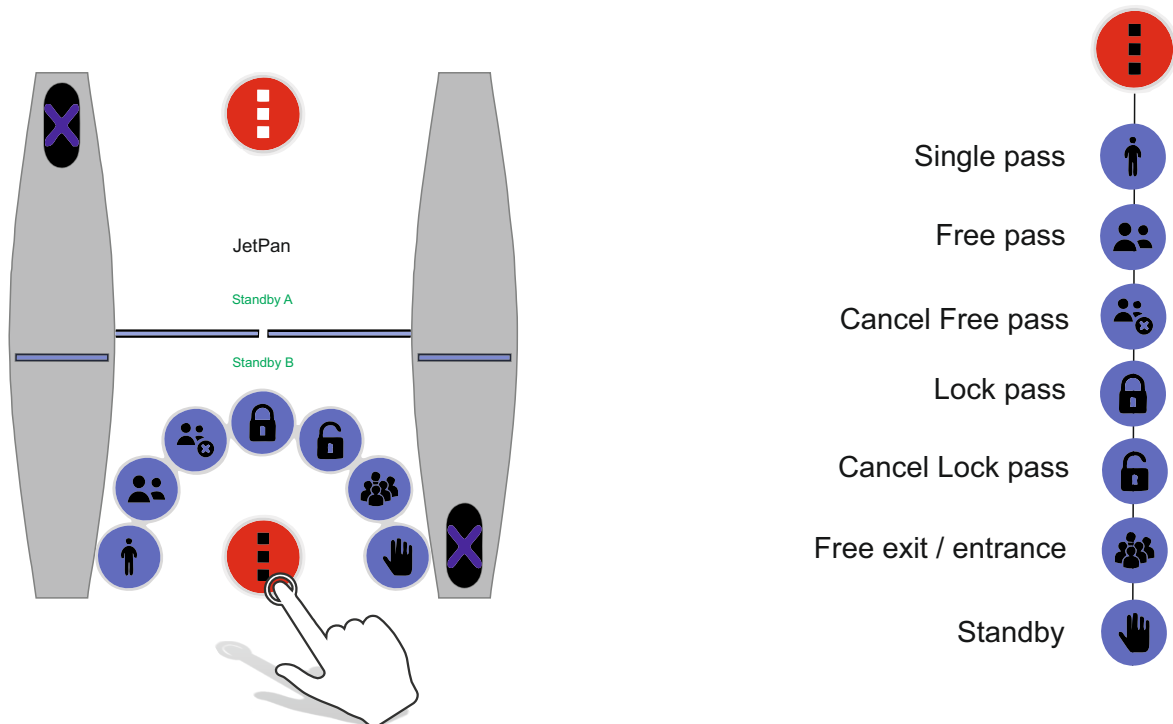 JetPan
Standby A
Standby B
Single pass
Free pass
Cancel Free pass
Lock pass
Cancel Lock pass
Free exit / entrance
Standby